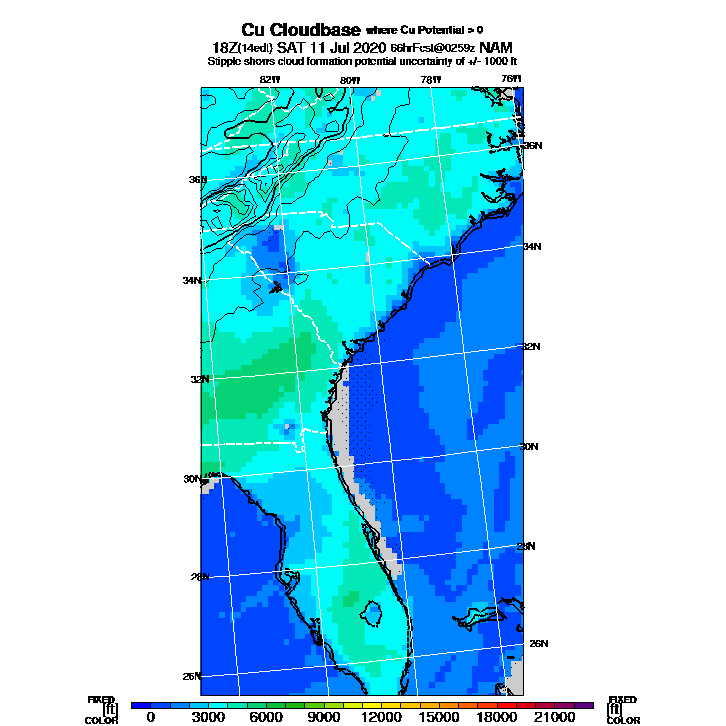 Cu Cloudbase where Cu Potential > 0
18Z(14edt) SAT 11 Jul 2020 66hrFcst@0259z NAM
Stipple shows cloud formation potential uncertainty of +/- 1000 ft
82W 80W 78W 76W
36N
36N
34N
34N
32N
32N
30N
30N
28N
28N
26N
26N
FIXED FIXED
[ft] 0 3000 6000 9000 12000 15000 18000 21000 [ft]
COLOR COLOR